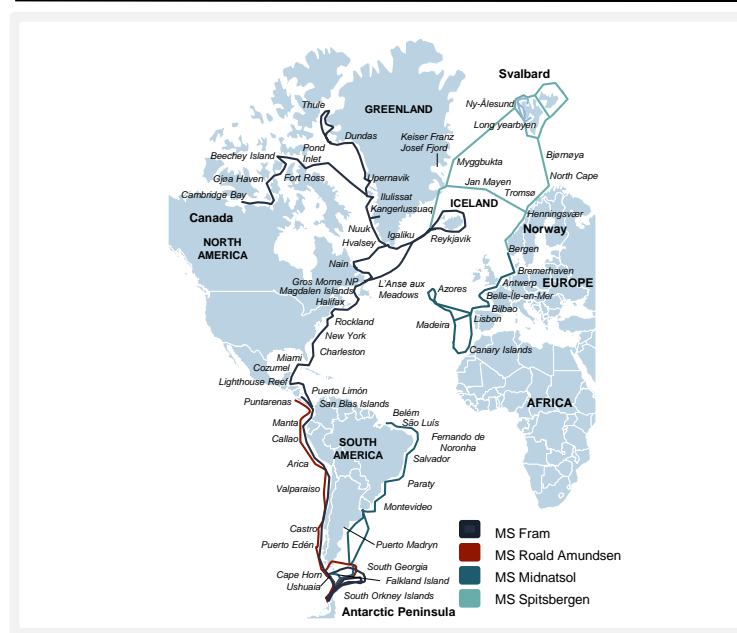 Svalbard
Thule
GREENLAND
Ny-Ålesund
Long yearbyen
Dundas
Keiser Franz
Josef Fjord
Pond
Inlet
Beechey Island
Bjørnøya
Myggbukta
Gjøa Haven
Fort Ross
Upernavik
Jan Mayen
North Cape
Cambridge Bay
Ilulissat
Tromsø
Kangerlussuaq
ICELAND
Henningsvær
Canada
Nuuk
Igaliku
Norway
NORTH
AMERICA
Hvalsey
Reykjavik
Bergen
Nain
Bremerhaven
Gros Morne NP
L'Anse aux
Meadows
Azores
Antwerp
EUROPE
Magdalen Islands
Belle-Île-en-Mer
Halifax
Bilbao
Rockland
Madeira
Lisbon
New York
Charleston
Canary Islands
Miami
Cozumel
Lighthouse Reef
Puerto Limón
Puntarenas
San Blas Islands
AFRICA
Belém
Manta
São Luís
Callao
SOUTH
AMERICA
Fernando de
Noronha
Arica
Salvador
Valparaiso
Paraty
Montevideo
Castro
MS Fram
Puerto Edén
Puerto Madryn
MS Roald Amundsen
South Georgia
Cape Horn
Falkland Island
MS Midnatsol
Ushuaia
South Orkney Islands
MS Spitsbergen
Antarctic Peninsula